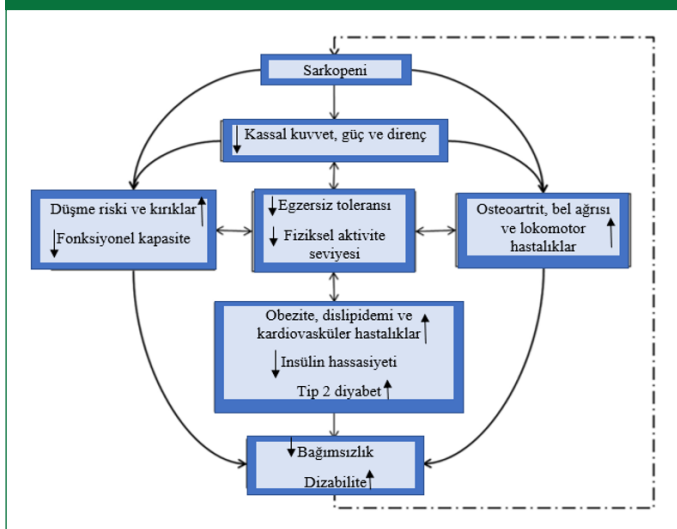 Sarkopeni
↓ Kassal kuvvet, güç ve direnç
Düşme riski ve kırıklar ↑
↓ Fonksiyonel kapasite
↓ Egzersiz toleransı
↓ Fiziksel aktivite
seviyesi
Osteoartrit, bel ağrısı
ve lokomotor
hastalıklar ↑
Obezite, dislipidemi ve
kardiovasküler hastalıklar ↑
↓ Insülin hassasiyeti
Tip 2 diyabet ↑
↓ Bağımsızlık
Dizabilite ↑